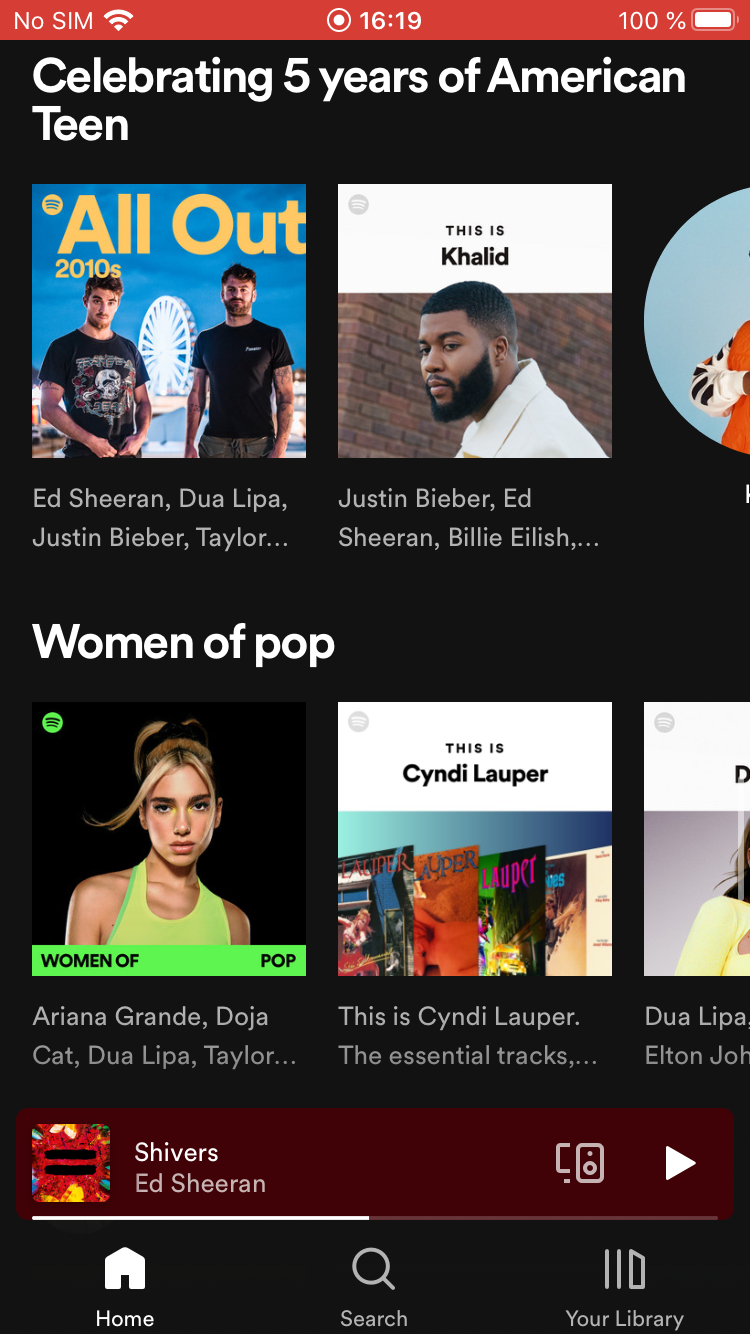 No SIM 16:19 100 %
Celebrating 5 years of American
Teen
All Out
2010s
THIS IS
Khalid
Ed Sheeran, Dua Lipa,
Justin Bieber, Taylor...
Justin Bieber, Ed
Sheeran, Billie Eilish,...
Women of pop
WOMEN OF POP
THIS IS
Cyndi Lauper
LAUPER
LAUPER
Lauper
D
Ariana Grande, Doja
Cat, Dua Lipa, Taylor...
This is Cyndi Lauper.
The essential tracks,...
Dua Lipa,
Elton Joh
Shivers
Ed Sheeran
Home
Search
Your Library